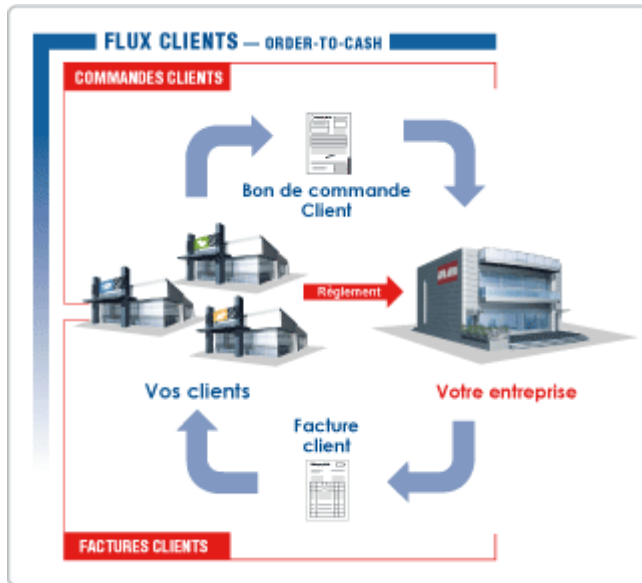 FLUX CLIENTS — ORDER-TO-CASH
COMMANDES CLIENTS
Bon de commande
Client
Règlement
Vos clients
Votre entreprise
Facture
client
FACTURES CLIENTS